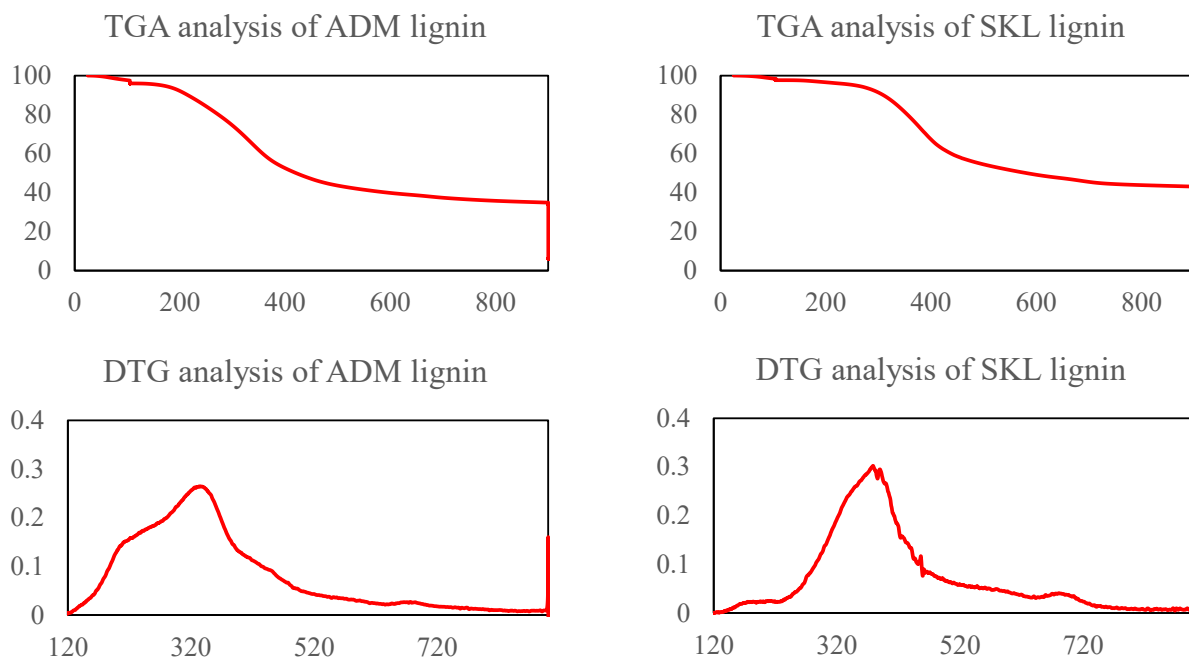 TGA analysis of ADM lignin
100
80
60
40
20
0
0 200 400 600 800
TGA analysis of SKL lignin
100
80
60
40
20
0
0 200 400 600 800
DTG analysis of ADM lignin
0.4
0.3
0.2
0.1
0
120 320 520 720
DTG analysis of SKL lignin
0.4
0.3
0.2
0.1
0
120 320 520 720